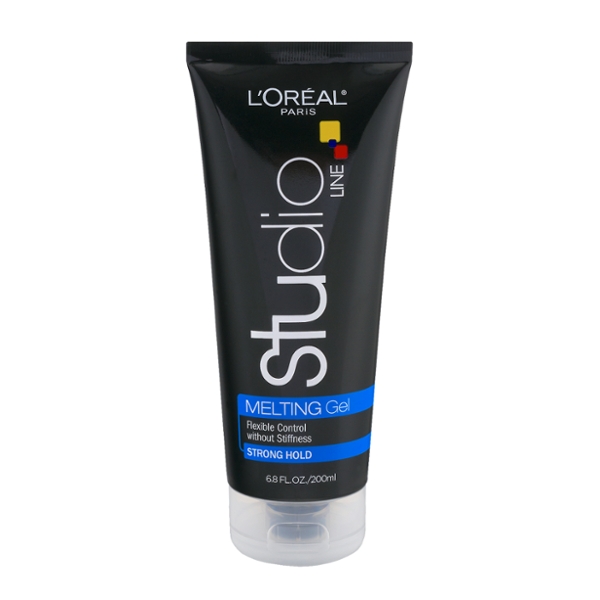 L'ORÉAL®
PARIS
studio
LINE
MELTING Gel
Flexible Control
without Stiffness
STRONG HOLD
6.8 FL.OZ./200ml